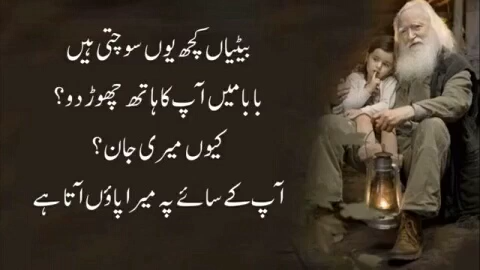 بیٹیاں کچھ یوں سوچتی ہیں
بابا میں آپ کا ہاتھ چھوڑ دو؟
کیوں میری جان؟
آپ کے سائے پہ میرا پاؤں آتا ہے